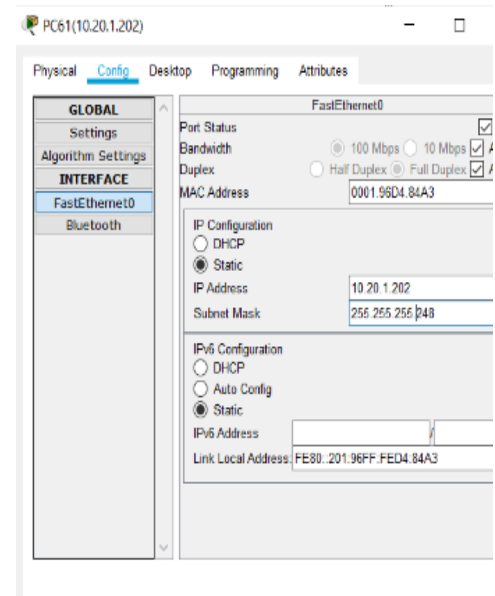 PC61(10.20.1.202)
Physical Config Desktop Programming Attributes
GLOBAL
Settings
Algorithm Settings
INTERFACE
FastEthernet0
Bluetooth
FastEthernet0
Port Status
Bandwidth 100 Mbps 10 Mbps A
Duplex Half Duplex Full Duplex A
MAC Address 0001.96D4.84A3
IP Configuration
DHCP
Static
IP Address 10.20.1.202
Subnet Mask 255.255.255.248
IPv6 Configuration
DHCP
Auto Config
Static
IPv6 Address /
Link Local Address: FE80::201:96FF:FED4:84A3